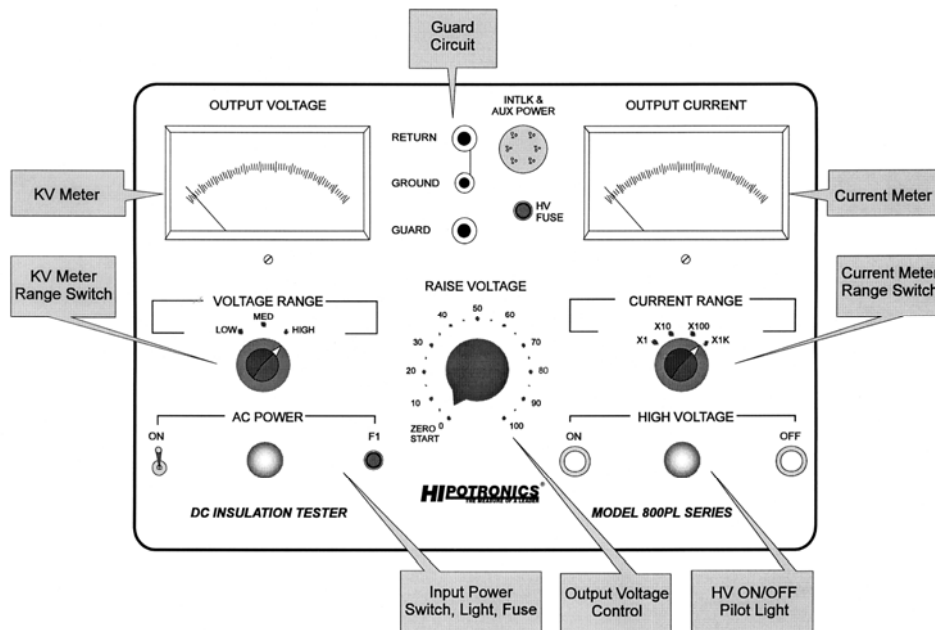 Guard
Circuit
OUTPUT VOLTAGE
INTLK &
AUX POWER
OUTPUT CURRENT
RETURN
GROUND
GUARD
HV
FUSE
KV Meter
Current Meter
KV Meter
Range Switch
Current Meter
Range Switch
VOLTAGE RANGE
LOW
MED
HIGH
RAISE VOLTAGE
0
10
20
30
40
50
60
70
80
90
100
ZERO
START
CURRENT RANGE
X1
X10
X100
X1K
AC POWER
ON
F1
HIGH VOLTAGE
ON
OFF
HIPOTRONICS®
THE MEASURE OF A LEADER
DC INSULATION TESTER
MODEL 800PL SERIES
Input Power
Switch, Light, Fuse
Output Voltage
Control
HV ON/OFF
Pilot Light